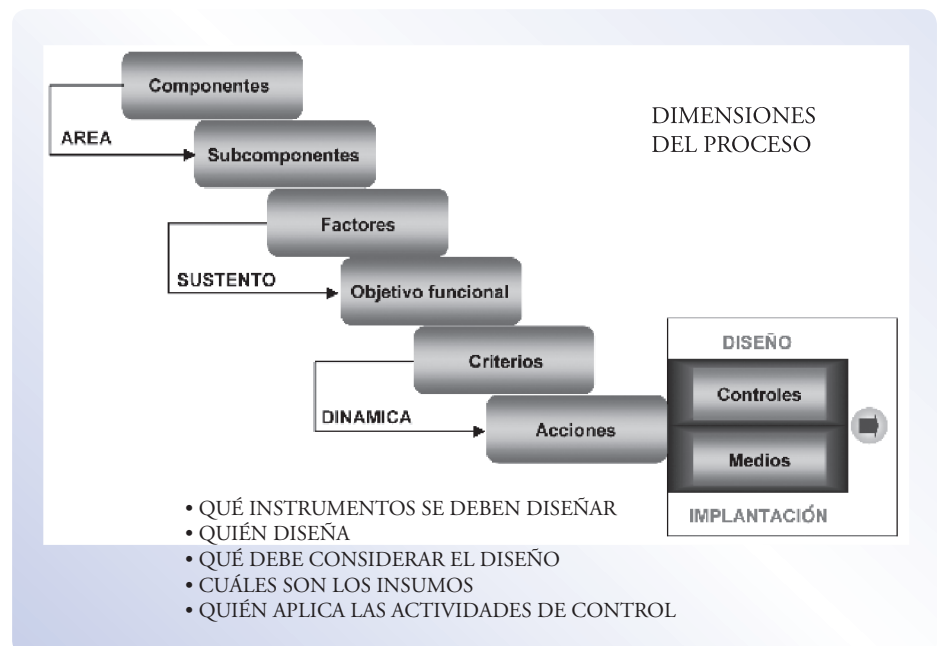 Componentes
DIMENSIONES
DEL PROCESO
AREA
Subcomponentes
Factores
SUSTENTO
Objetivo funcional
DISEÑO
Criterios
Controles
DINAMICA
Acciones
Medios
IMPLANTACIÓN
• QUÉ INSTRUMENTOS SE DEBEN DISEÑAR
• QUIÉN DISEÑA
• QUÉ DEBE CONSIDERAR EL DISEÑO
• CUÁLES SON LOS INSUMOS
• QUIÉN APLICA LAS ACTIVIDADES DE CONTROL